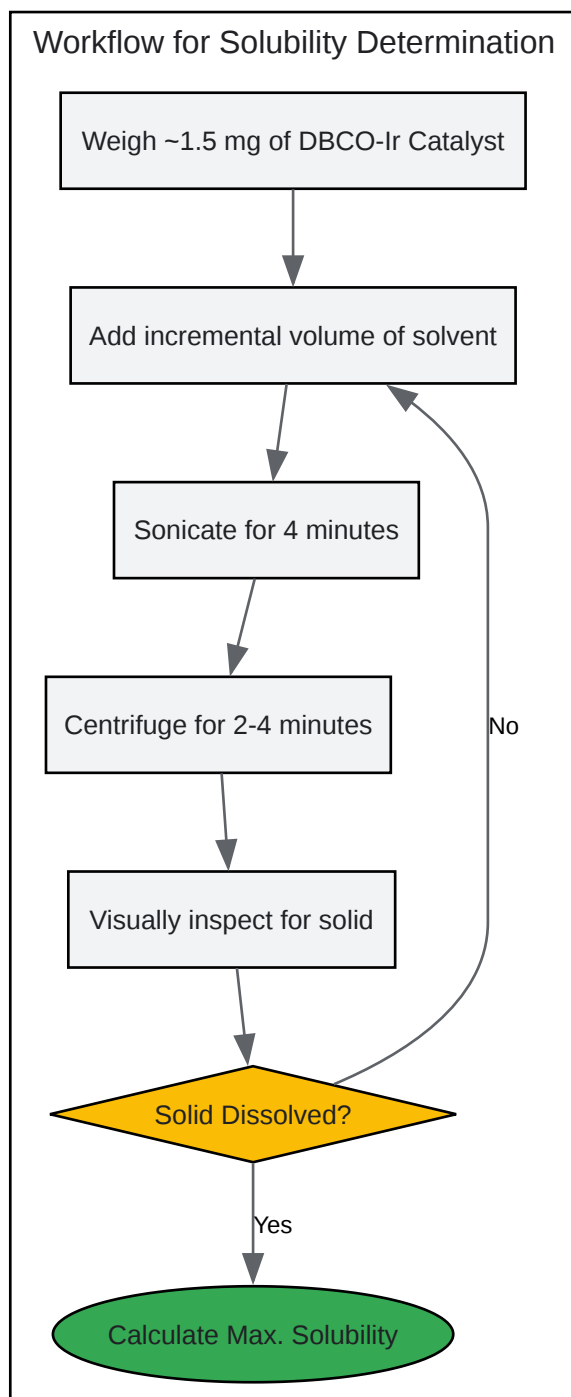 Workflow for Solubility Determination
Weigh ~1.5 mg of DBCO-Ir Catalyst
Add incremental volume of solvent
Sonicate for 4 minutes
Centrifuge for 2-4 minutes
No
Visually inspect for solid
Solid Dissolved?
Yes
Calculate Max. Solubility